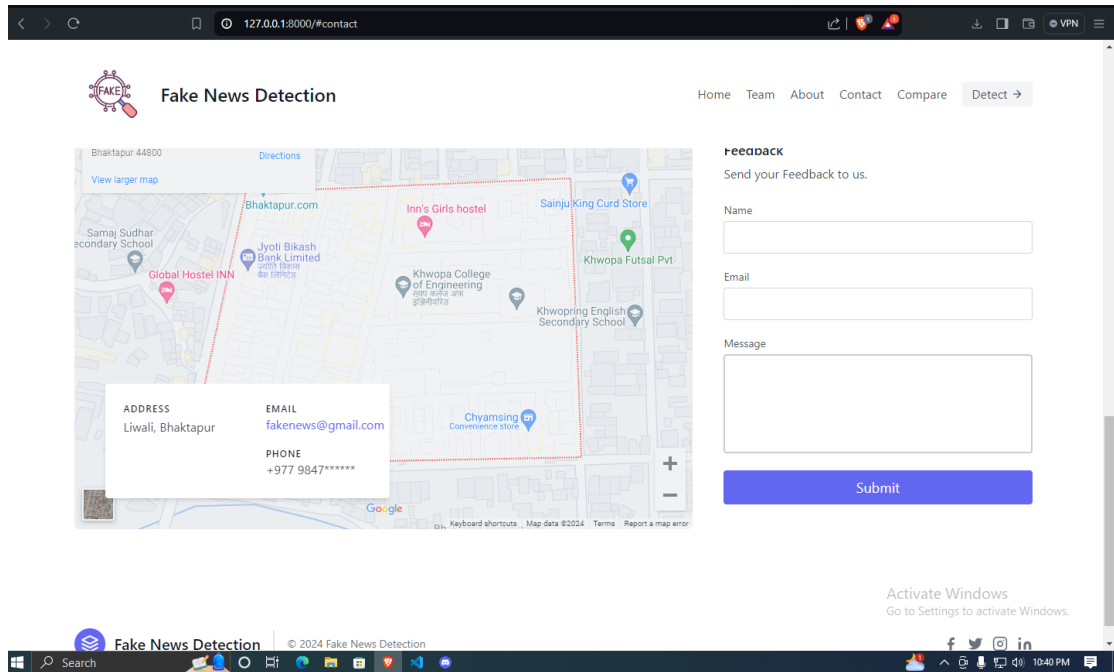 127.0.0.1:8000/#contact
VPN
FAKE
Fake News Detection
Home Team About Contact Compare Detect →
Bhaktapur 44800
Directions
View larger map
Bhaktapur.com
Inn's Girls hostel
Sainju King Curd Store
Samaj Sudhar
econdary School
Jyoti Bikash
Bank Limited
ज्योति विकास
बैंक लिमिटेड
Global Hostel INN
Khwopa Futsal Pvt
Khwopa College
of Engineering
ख्वप कलेज अफ
इञ्जिनीयरिङ
Khwopring English
Secondary School
Chyamsing
Convenience store
ADDRESS
Liwali, Bhaktapur
EMAIL
fakenews@gmail.com
PHONE
+977 9847******
Google
Keyboard shortcuts Map data ©2024 Terms Report a map error
Feedback
Send your Feedback to us.
Name
Email
Message
Submit
Activate Windows
Go to Settings to activate Windows.
Fake News Detection
© 2024 Fake News Detection
Search
10:40 PM